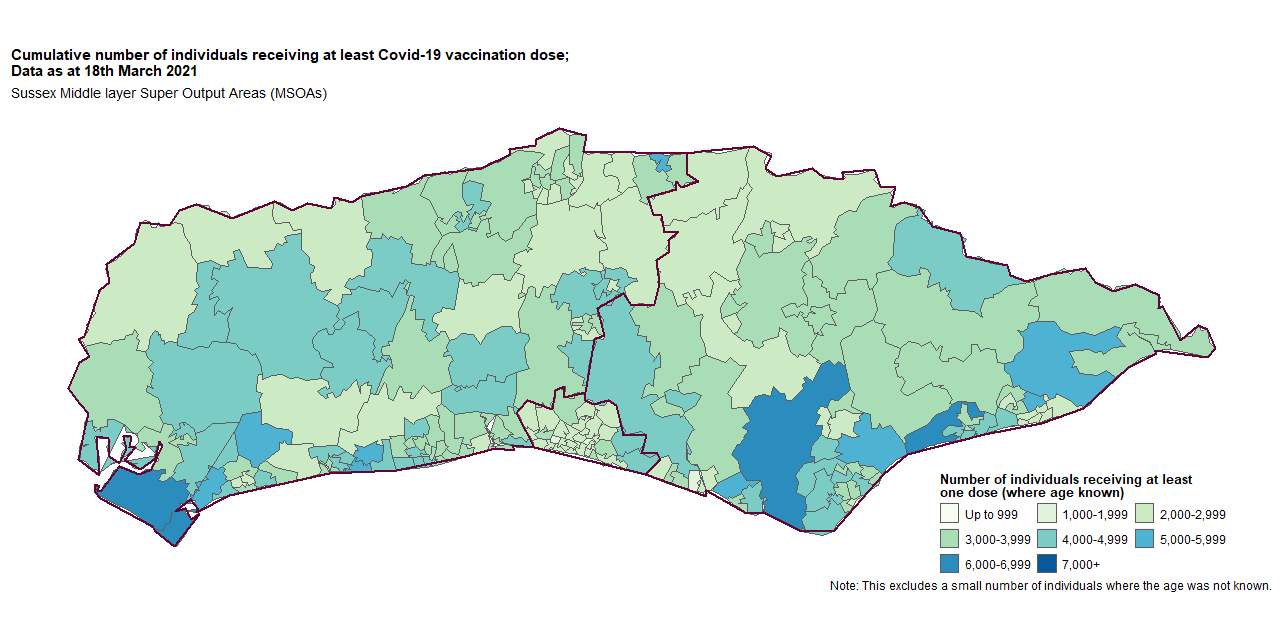 Cumulative number of individuals receiving at least Covid-19 vaccination dose;
Data as at 18th March 2021
Sussex Middle layer Super Output Areas (MSOAs)
Number of individuals receiving at least
one dose (where age known)
Up to 999 1,000-1,999 2,000-2,999
3,000-3,999 4,000-4,999 5,000-5,999
6,000-6,999 7,000+
Note: This excludes a small number of individuals where the age was not known.